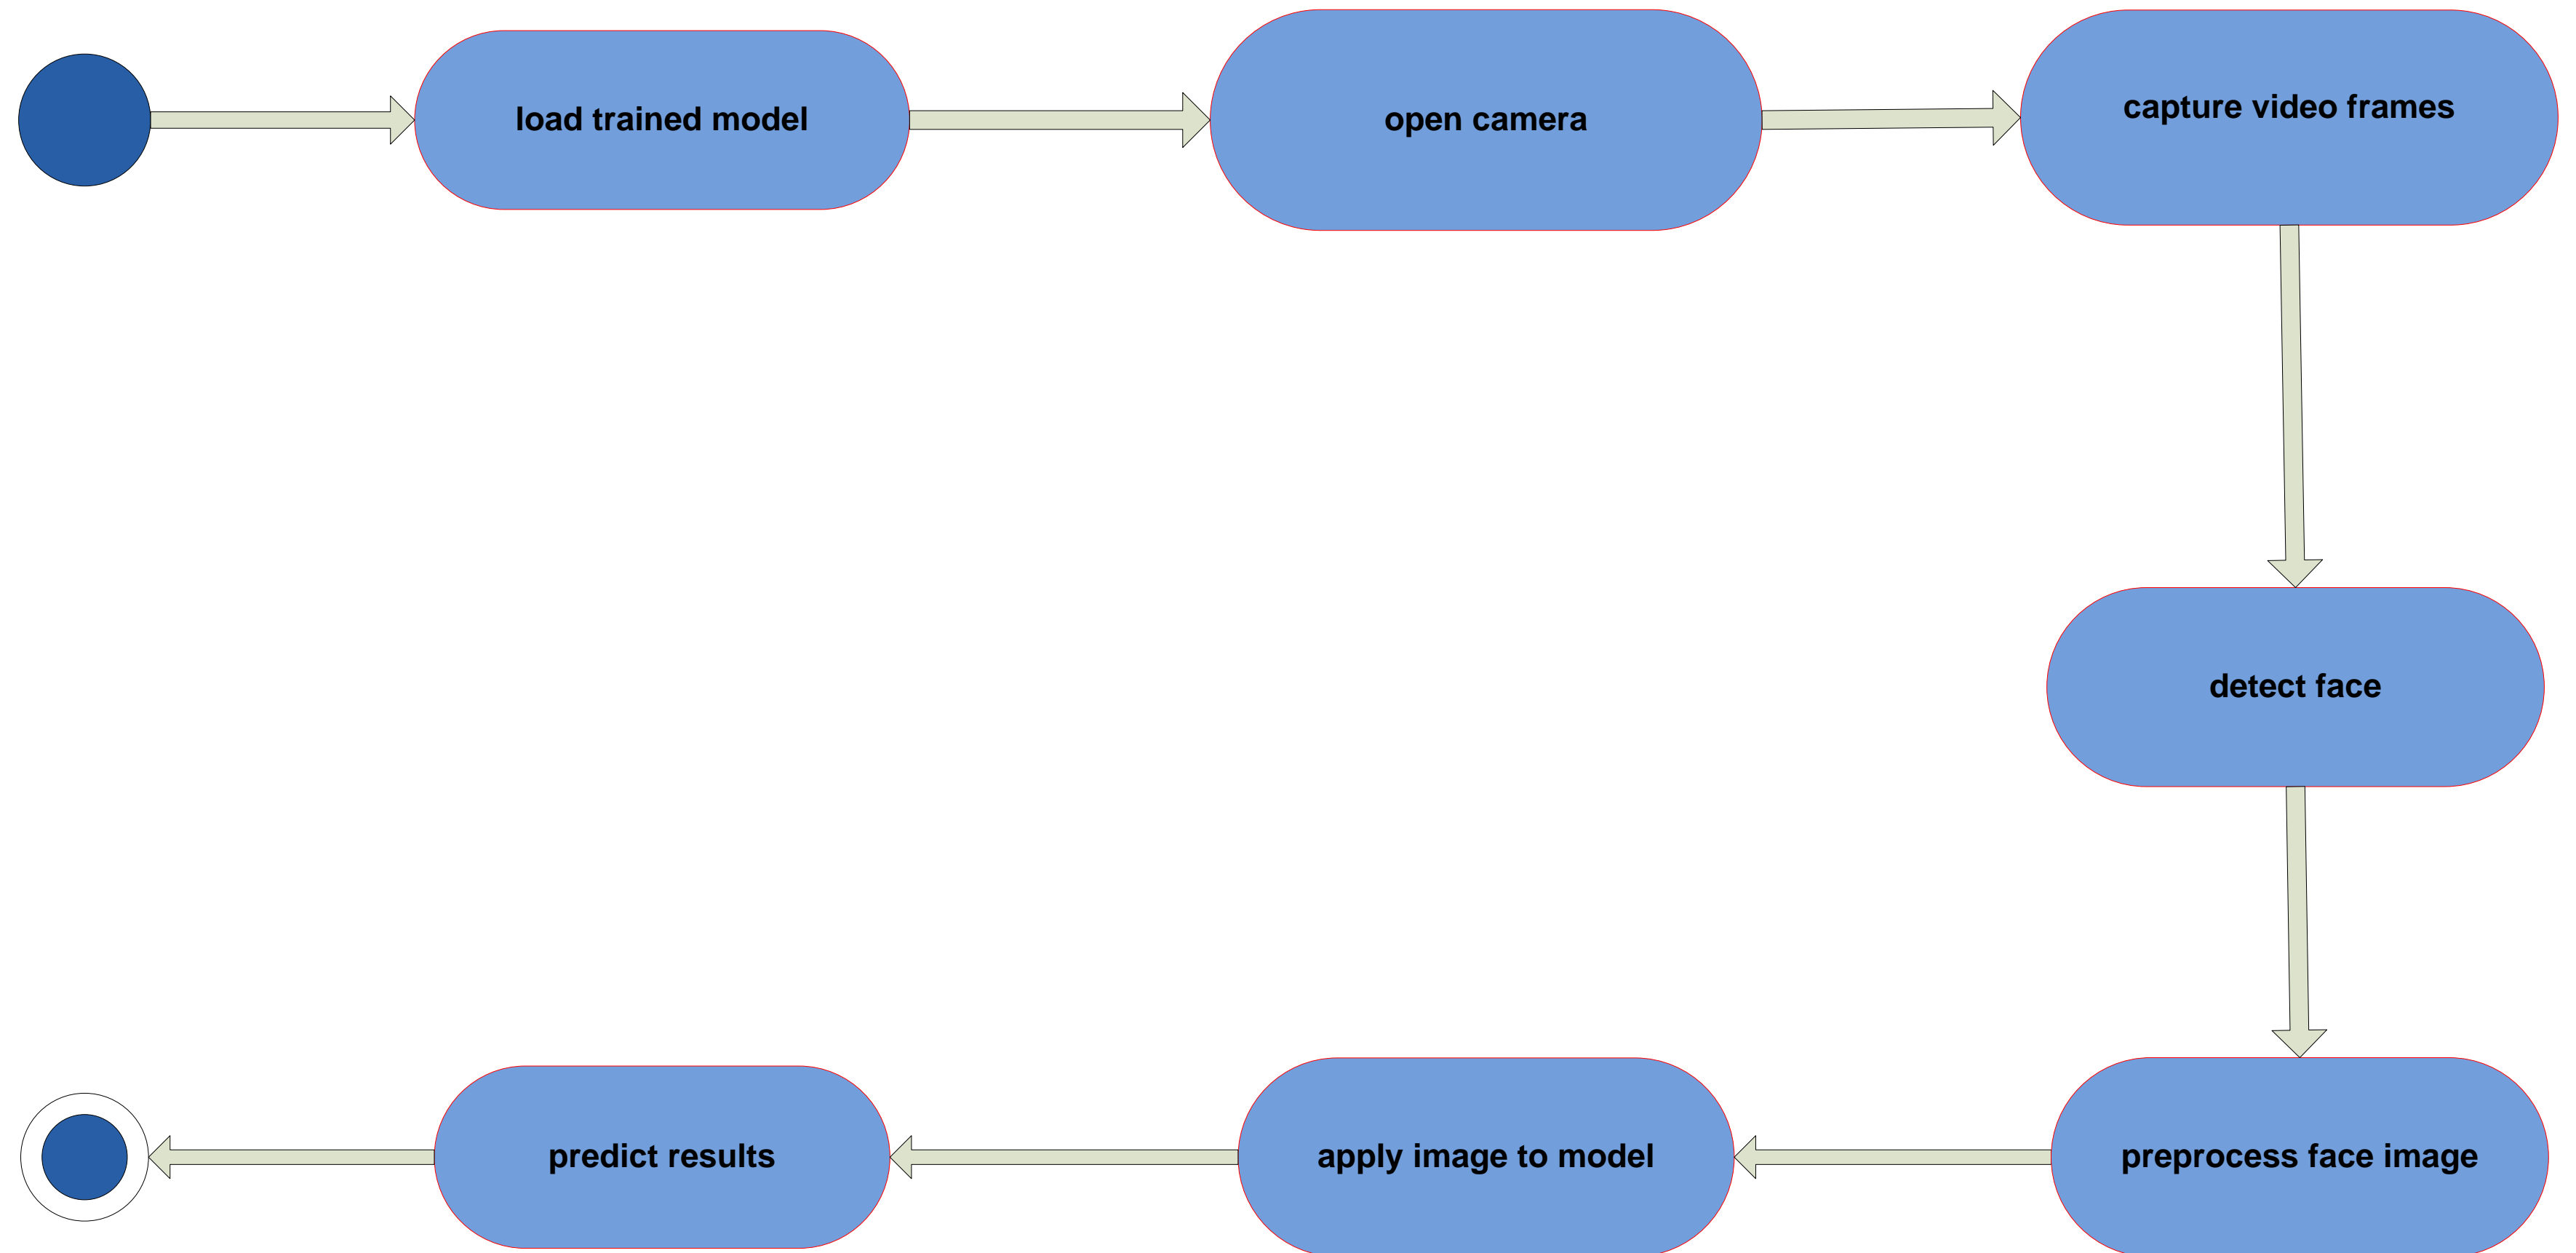 load trained model
open camera
capture video frames
detect face
preprocess face image
apply image to model
predict results